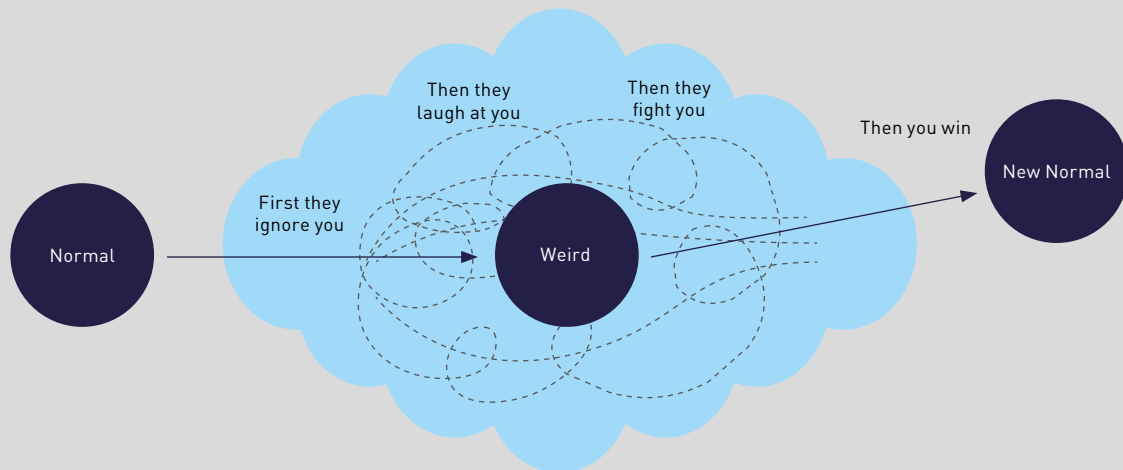 Normal
First they
ignore you
Then they
laugh at you
Weird
Then they
fight you
Then you win
New Normal